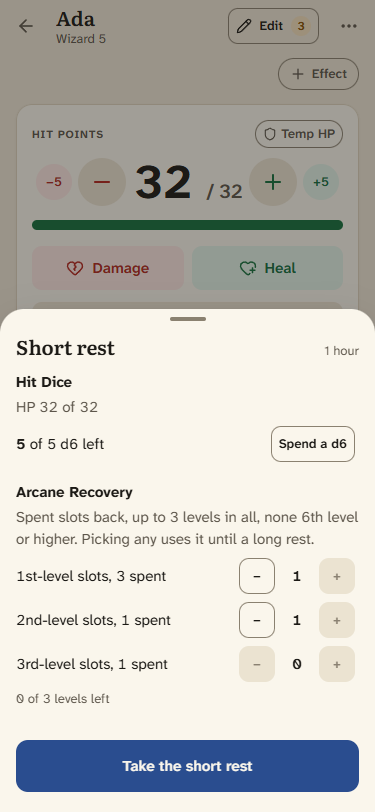 Ada
Wizard 5
Edit 3
+ Effect
HIT POINTS
Temp HP
−5
−
32 / 32
+
+5
Damage
Heal
Short rest
1 hour
Hit Dice
HP 32 of 32
5 of 5 d6 left
Spend a d6
Arcane Recovery
Spent slots back, up to 3 levels in all, none 6th level
or higher. Picking any uses it until a long rest.
1st-level slots, 3 spent − 1 +
2nd-level slots, 1 spent − 1 +
3rd-level slots, 1 spent − 0 +
0 of 3 levels left
Take the short rest